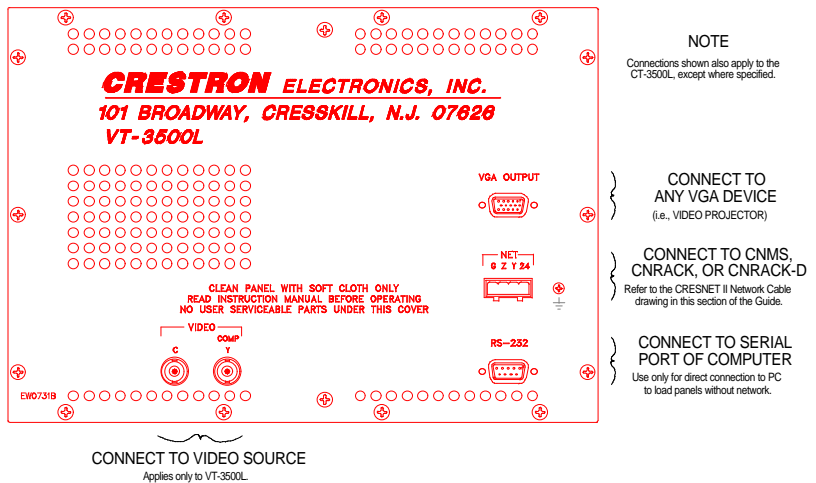 CRESTRON ELECTRONICS, INC.
101 BROADWAY, CRESSKILL, N.J. 07626
VT-3500L
NOTE
Connections shown also apply to the
CT-3500L, except where specified.
VGA OUTPUT
CONNECT TO
ANY VGA DEVICE
(i.e., VIDEO PROJECTOR)
NET
G Z Y 24
CONNECT TO CNMS,
CNRACK, OR CNRACK-D
Refer to the CRESNET II Network Cable
drawing in this section of the Guide.
CLEAN PANEL WITH SOFT CLOTH ONLY
READ INSTRUCTION MANUAL BEFORE OPERATING
NO USER SERVICEABLE PARTS UNDER THIS COVER
VIDEO
COMP
C Y
RS-232
CONNECT TO SERIAL
PORT OF COMPUTER
Use only for direct connection to PC
to load panels without network.
EW0731B
CONNECT TO VIDEO SOURCE
Applies only to VT-3500L.